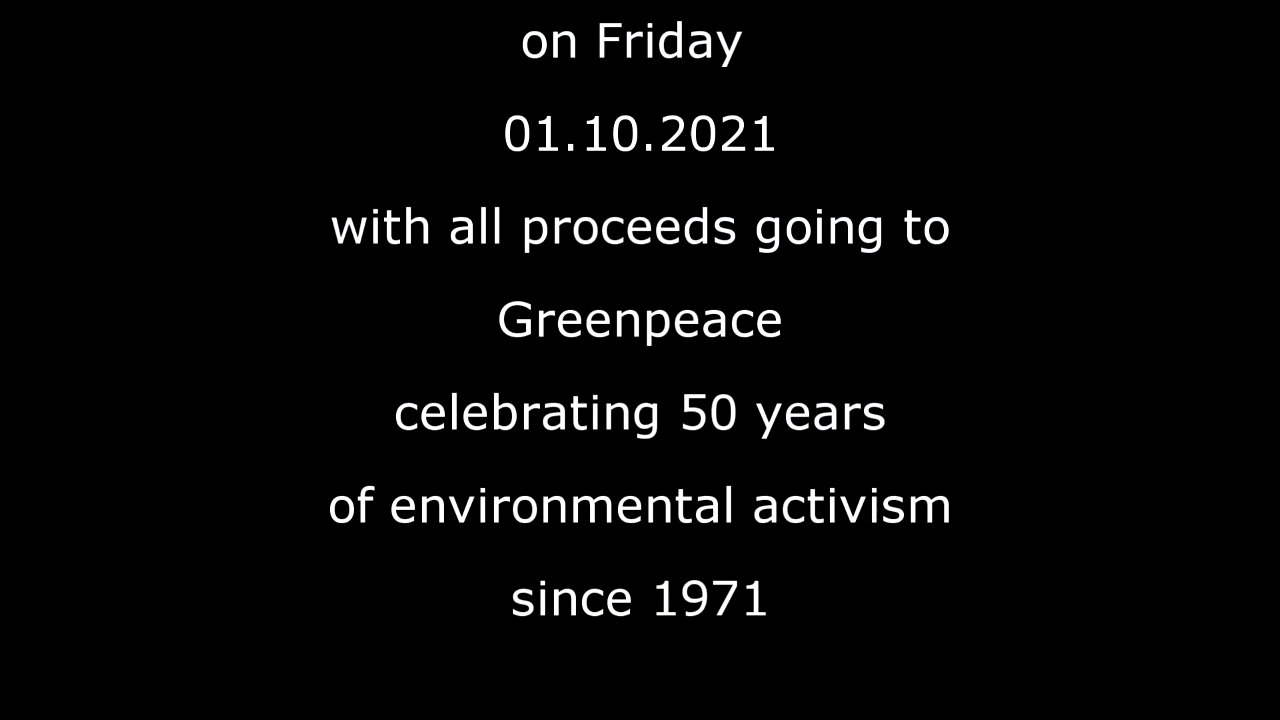 on Friday
01.10.2021
with all proceeds going to
Greenpeace
celebrating 50 years
of environmental activism
since 1971